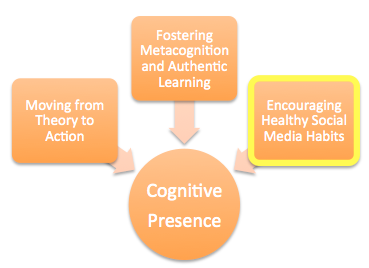 Fostering
Metacognition
and Authentic
Learning
Moving from
Theory to
Action
Encouraging
Healthy Social
Media Habits
Cognitive
Presence